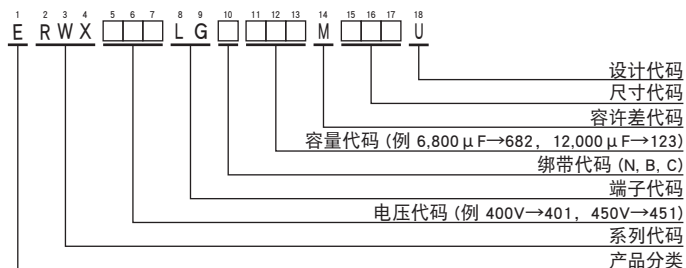 1 2 3 4 5 6 7 8 9 10 11 12 13 14 15 16 17 18
E RWX □□□ LG □ □□□ M □□□ U
设计代码
尺寸代码
容许差代码
容量代码 (例 6,800μF→682, 12,000μF→123)
绑带代码 (N, B, C)
端子代码
电压代码 (例 400V→401, 450V→451)
系列代码
产品分类